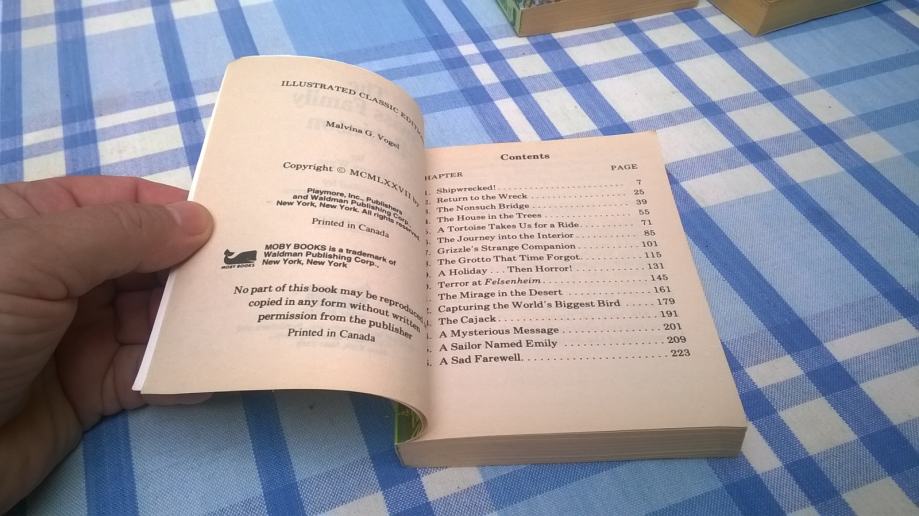 ILLUSTRATED CLASSIC
Malvina G. Vogel
Copyright © MCMLXXVII by
Playmore, Inc., Publishers
and Waldman Publishing Corp.
New York, New York. All rights reserved
Printed in Canada
MOBY BOOKS
MOBY BOOKS is a trademark of
Waldman Publishing Corp.,
New York, New York
No part of this book may be reproduced
copied in any form without written
permission from the publisher
Printed in Canada
Contents
HAPTER PAGE
Shipwrecked! 7
Return to the Wreck 25
The Nonsuch Bridge 39
The House in the Trees 55
A Tortoise Takes Us for a Ride 71
The Journey into the Interior 85
Grizzle's Strange Companion 101
The Grotto That Time Forgot 115
A Holiday . . . Then Horror! 131
Terror at Felsenheim 145
The Mirage in the Desert 161
Capturing the World's Biggest Bird 179
The Cajack 191
A Mysterious Message 201
A Sailor Named Emily 209
A Sad Farewell 223